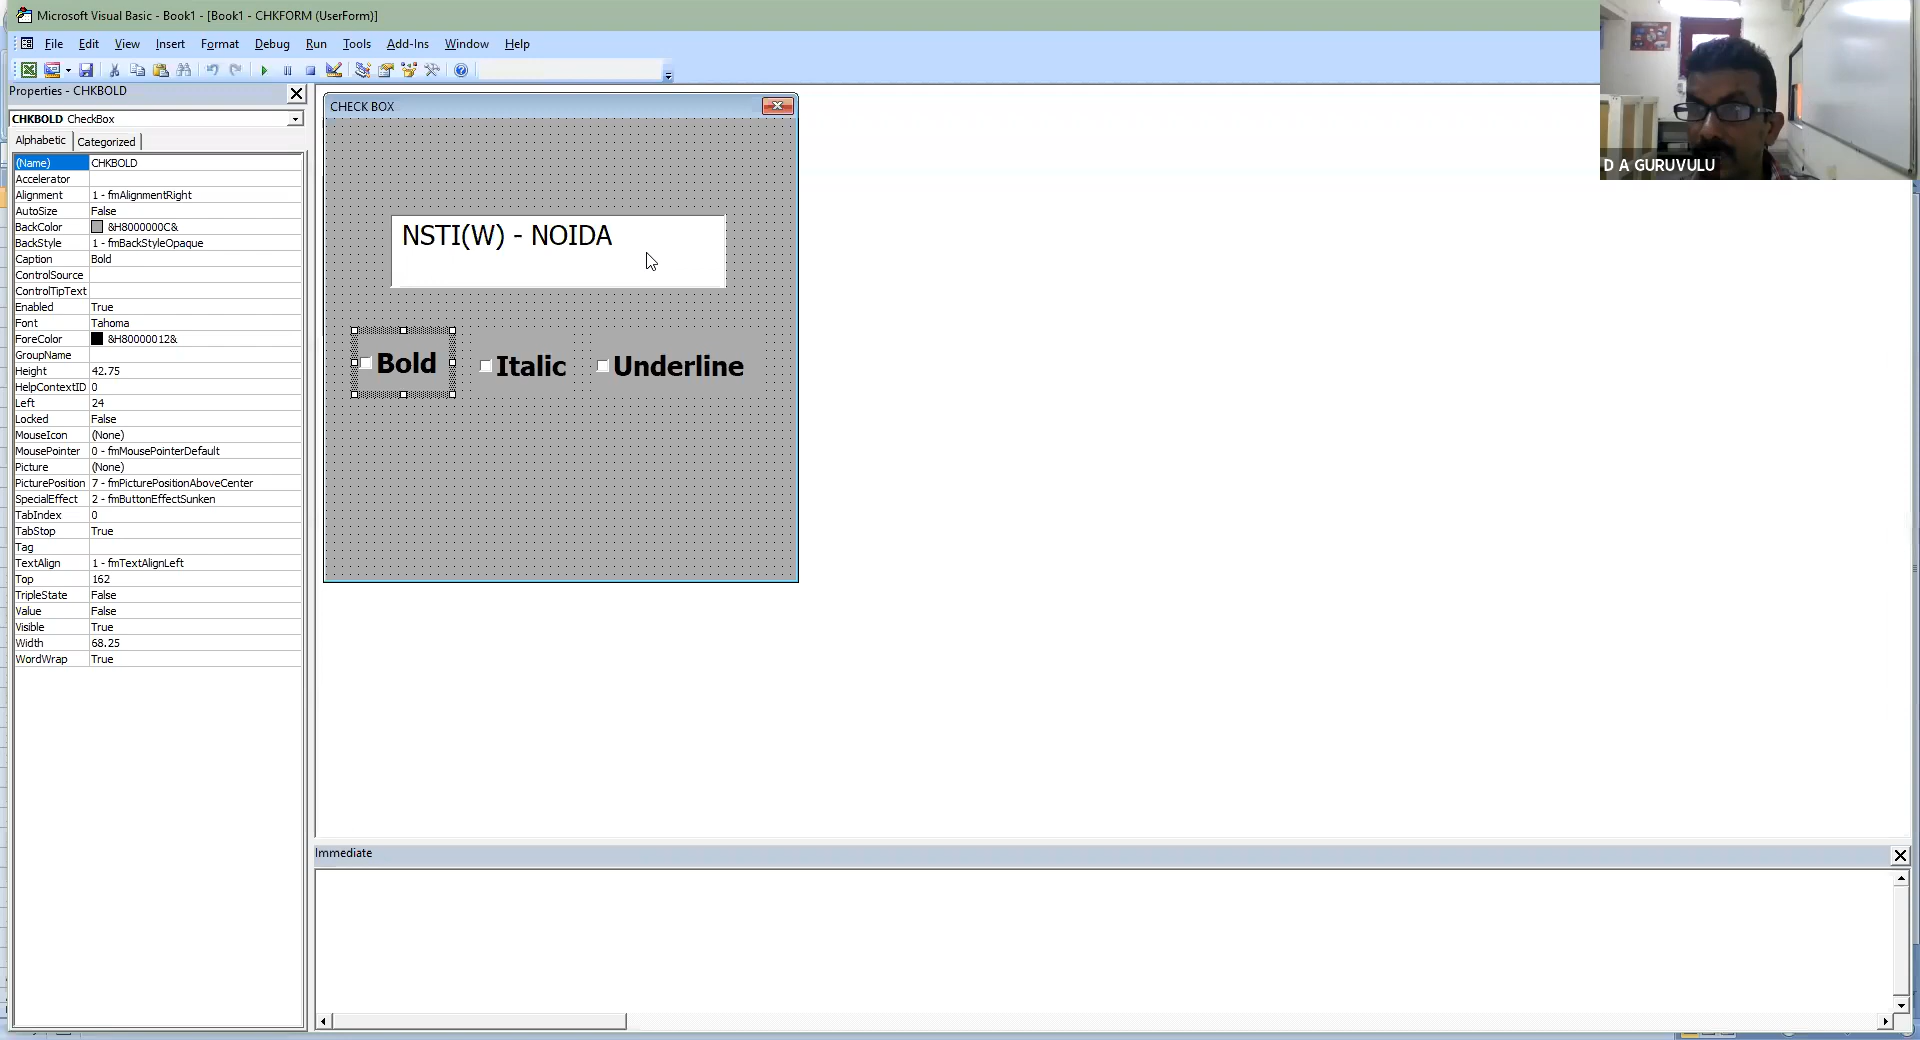 Microsoft Visual Basic - Book1 - [Book1 - CHKFORM (UserForm)]
File Edit View Insert Format Debug Run Tools Add-Ins Window Help
Properties - CHKBOLD
CHKBOLD CheckBox
Alphabetic Categorized
(Name) CHKBOLD
Accelerator
Alignment 1 - fmAlignmentRight
AutoSize False
BackColor &H8000000C&
BackStyle 1 - fmBackStyleOpaque
Caption Bold
ControlSource
ControlTipText
Enabled True
Font Tahoma
ForeColor &H80000012&
GroupName
Height 42.75
HelpContextID 0
Left 24
Locked False
MouseIcon (None)
MousePointer 0 - fmMousePointerDefault
Picture (None)
PicturePosition 7 - fmPicturePositionAboveCenter
SpecialEffect 2 - fmButtonEffectSunken
TabIndex 0
TabStop True
Tag
TextAlign 1 - fmTextAlignLeft
Top 162
TripleState False
Value False
Visible True
Width 68.25
WordWrap True
CHECK BOX
NSTI(W) - NOIDA
Bold Italic Underline
Immediate
D A GURUVULU